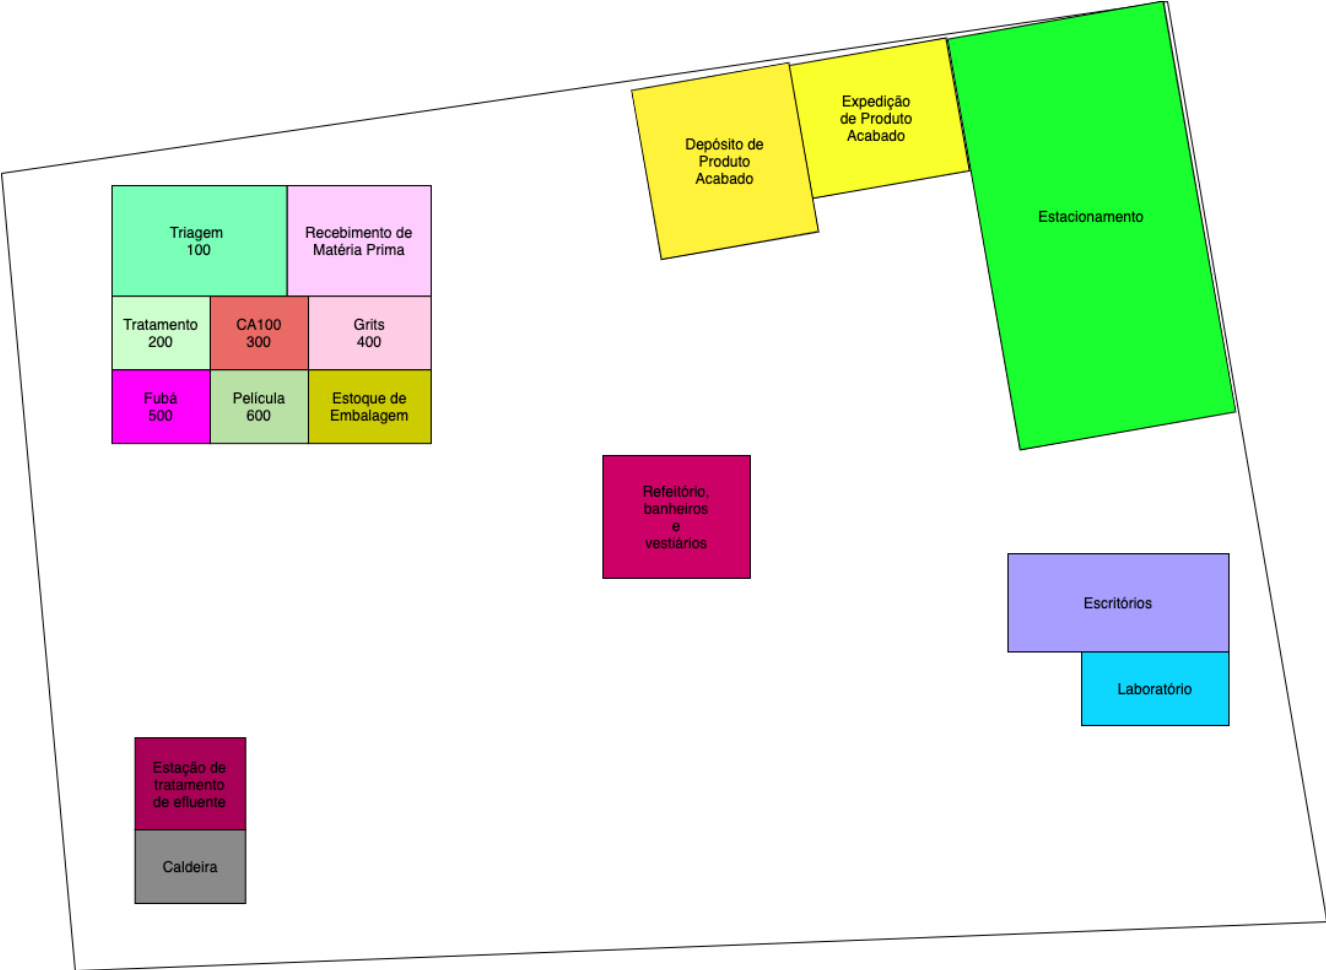 Expedição
de Produto
Acabado
Depósito de
Produto
Acabado
Estacionamento
Triagem
100
Recebimento de
Matéria Prima
Tratamento
200
CA100
300
Grits
400
Fubá
500
Película
600
Estoque de
Embalagem
Refeitório,
banheiros
e
vestiários
Escritórios
Laboratório
Estação de
tratamento
de efluente
Caldeira